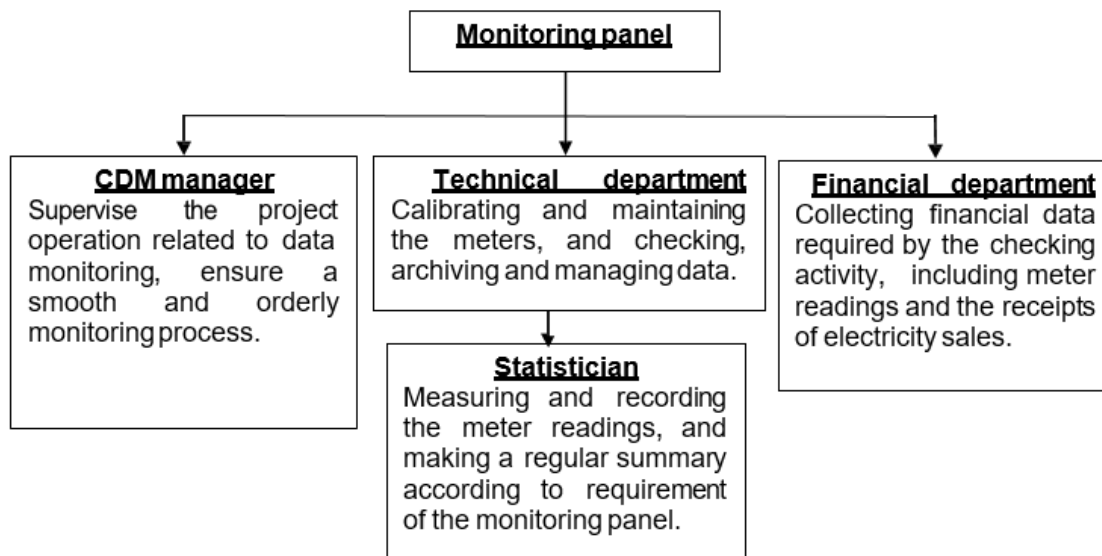 Monitoring panel
CDM manager
Supervise the project
operation related to data
monitoring, ensure a
smooth and orderly
monitoring process.
Technical department
Calibrating and maintaining
the meters, and checking,
archiving and managing data.
Financial department
Collecting financial data
required by the checking
activity, including meter
readings and the receipts
of electricity sales.
Statistician
Measuring and recording
the meter readings, and
making a regular summary
according to requirement
of the monitoring panel.